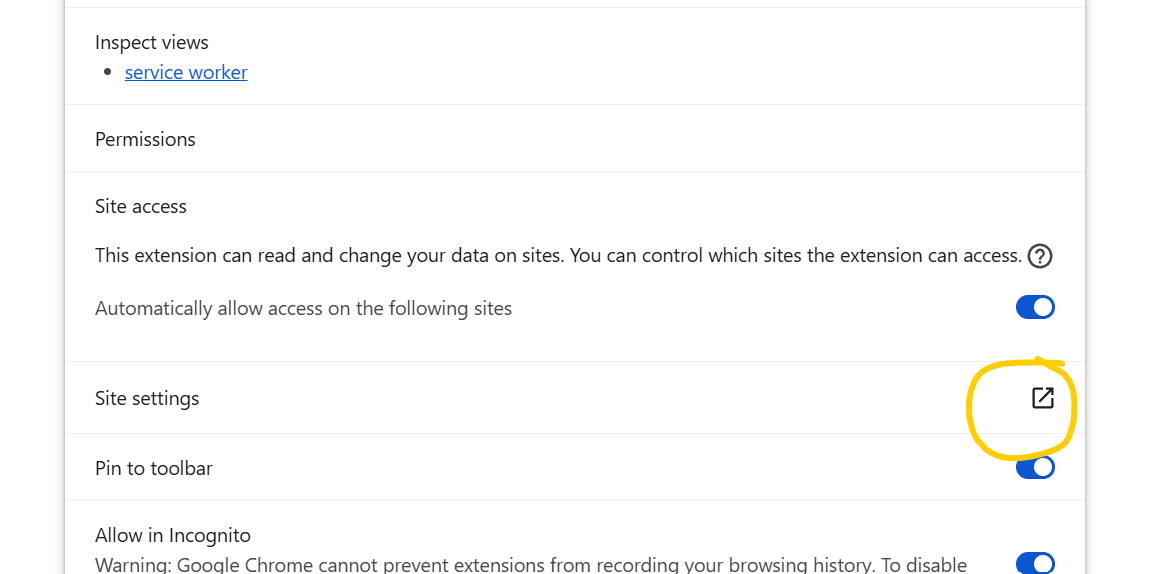 Inspect views
service worker
Permissions
Site access
This extension can read and change your data on sites. You can control which sites the extension can access.
Automatically allow access on the following sites
Site settings
Pin to toolbar
Allow in Incognito
Warning: Google Chrome cannot prevent extensions from recording your browsing history. To disable